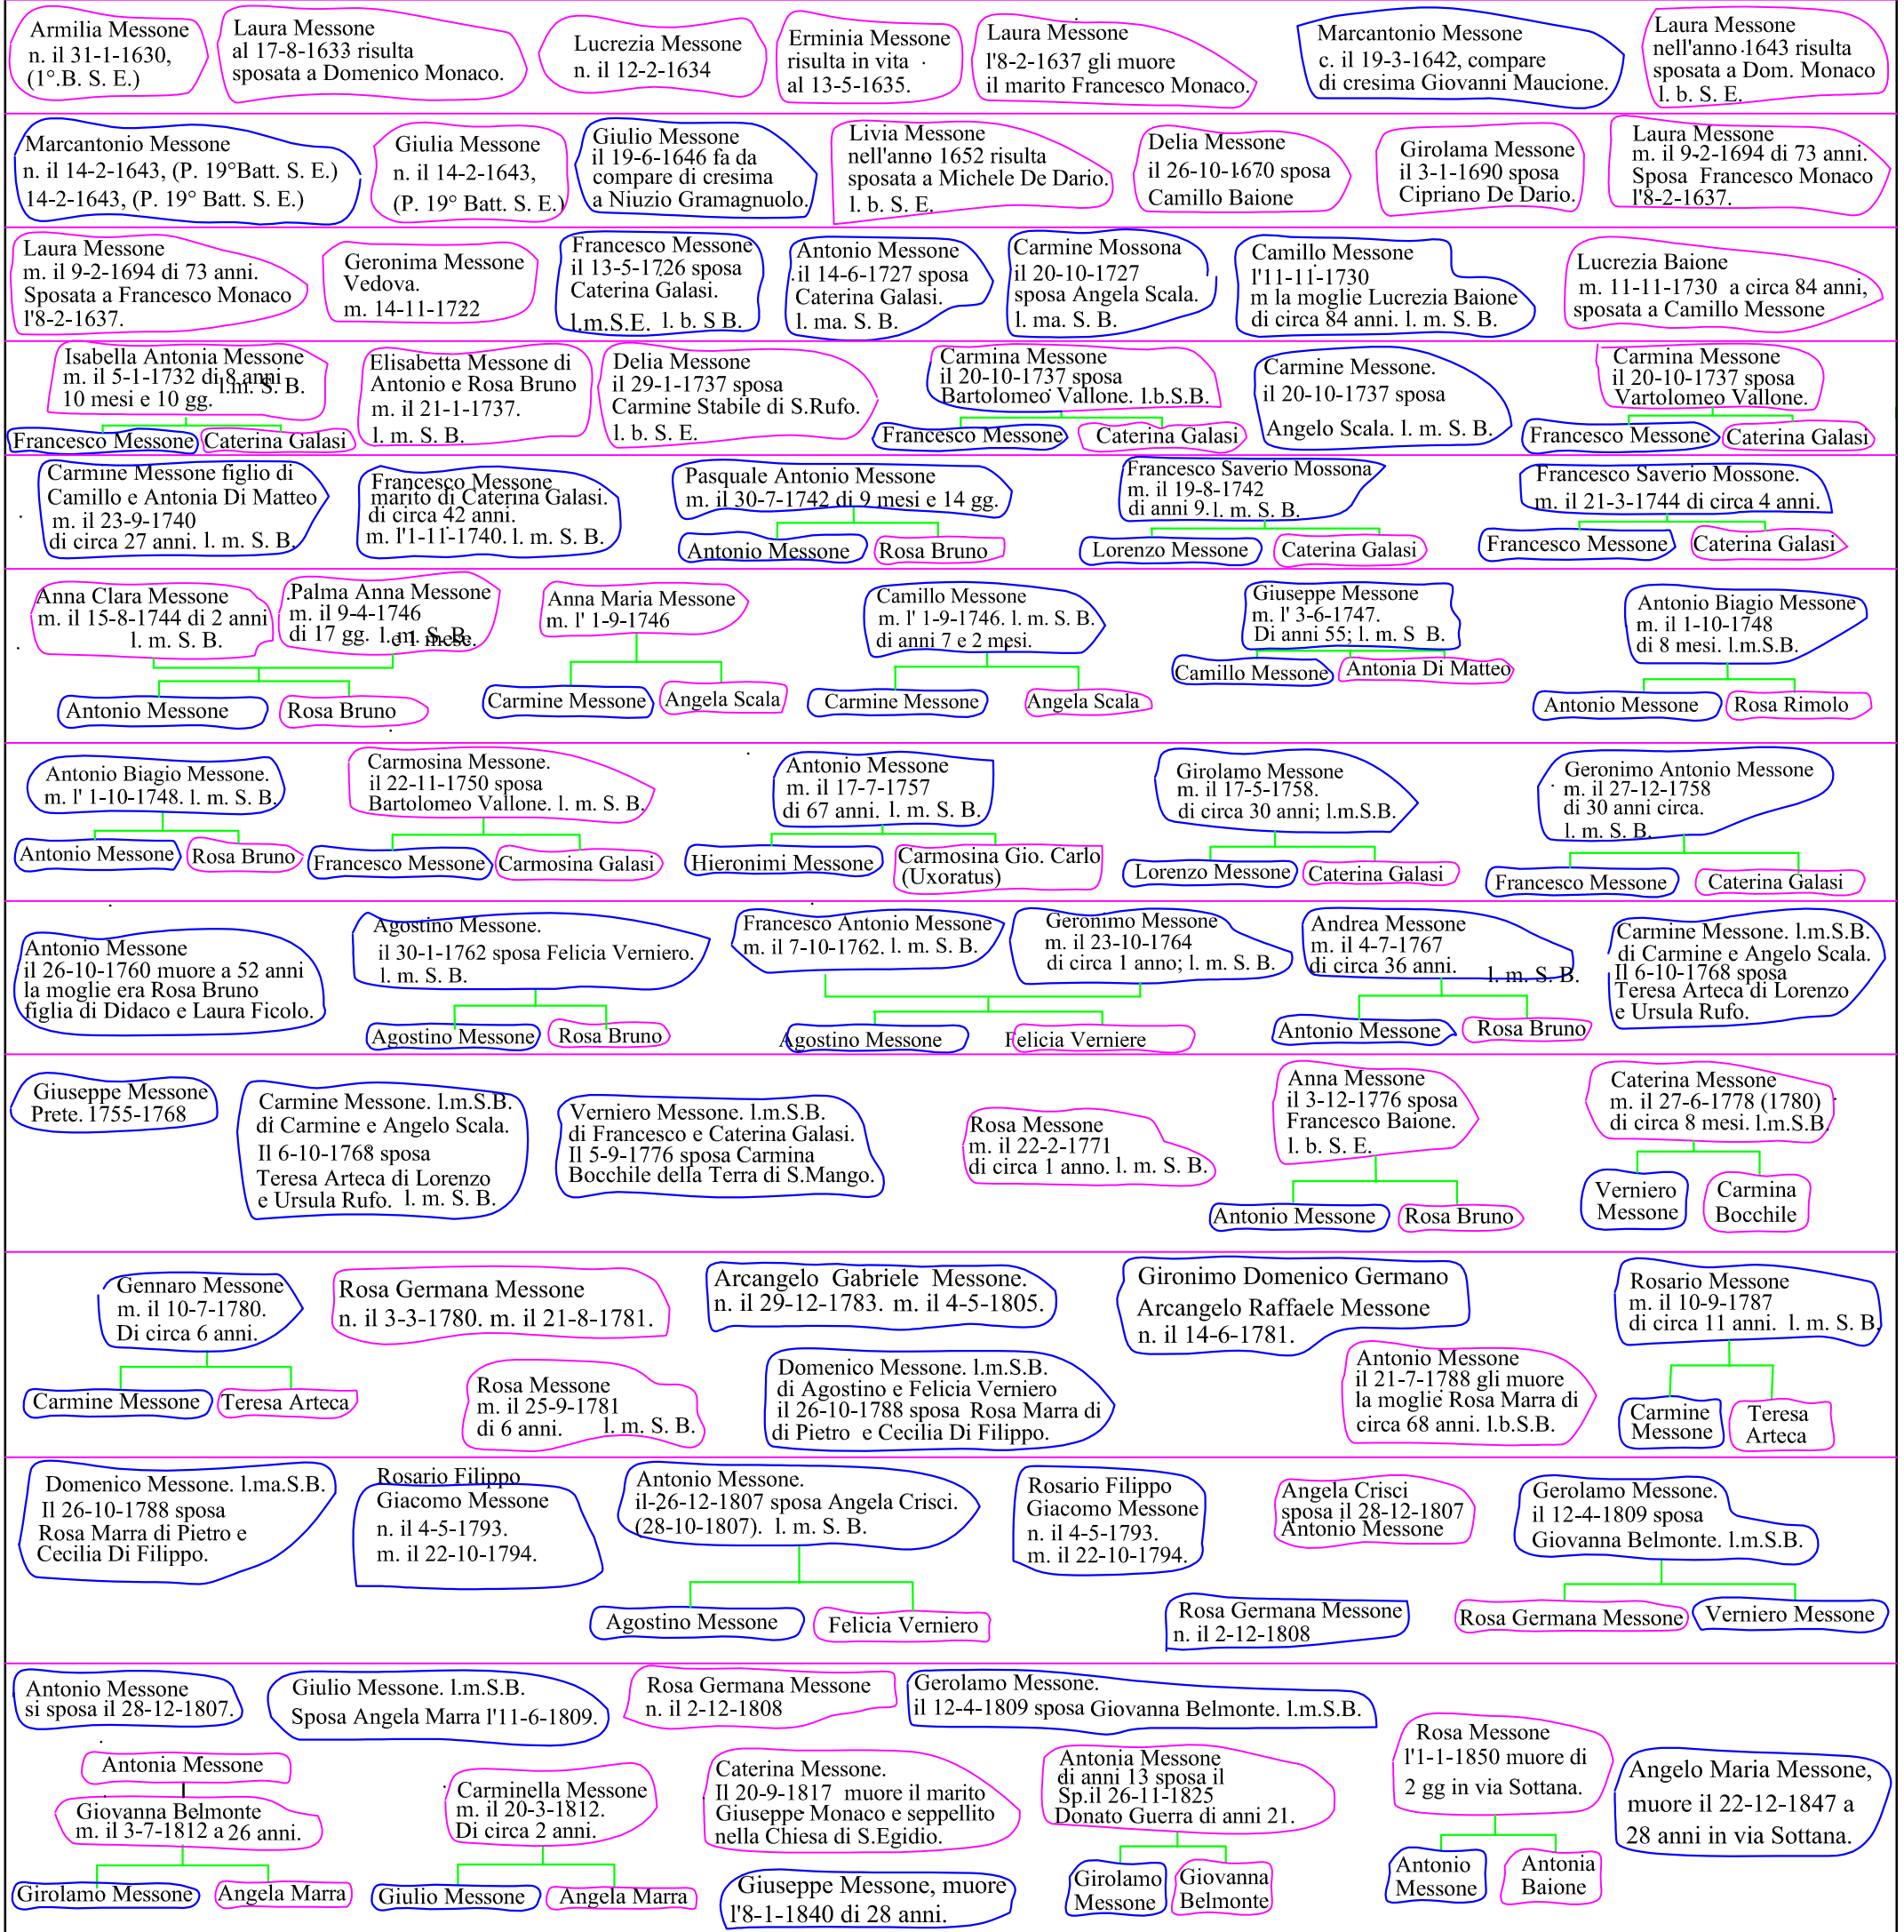 Armilia Messone
n. il 31-1-1630,
(1°.B. S. E.)
Laura Messone
al 17-8-1633 risulta
sposata a Domenico Monaco.
Lucrezia Messone
n. il 12-2-1634
Erminia Messone
risulta in vita
al 13-5-1635.
Laura Messone
l'8-2-1637 gli muore
il marito Francesco Monaco.
Marcantonio Messone
c. il 19-3-1642, compare
di cresima Giovanni Maucione.
Laura Messone
nell'anno 1643 risulta
sposata a Dom. Monaco
l. b. S. E.
Marcantonio Messone
n. il 14-2-1643, (P. 19°Batt. S. E.)
14-2-1643, (P. 19° Batt. S. E.)
Giulia Messone
n. il 14-2-1643,
(P. 19° Batt. S. E.)
Giulio Messone
il 19-6-1646 fa da
compare di cresima
a Niuzio Gramagnuolo.
Livia Messone
nell'anno 1652 risulta
sposata a Michele De Dario.
l. b. S. E.
Delia Messone
il 26-10-1670 sposa
Camillo Baione
Girolama Messone
il 3-1-1690 sposa
Cipriano De Dario.
Laura Messone
m. il 9-2-1694 di 73 anni.
Sposa Francesco Monaco
l'8-2-1637.
Laura Messone
m. il 9-2-1694 di 73 anni.
Sposata a Francesco Monaco
l'8-2-1637.
Geronima Messone
Vedova.
m. 14-11-1722
Francesco Messone
il 13-5-1726 sposa
Caterina Galasi.
l.m.S.E. l. b. S B.
Antonio Messone
il 14-6-1727 sposa
Caterina Galasi.
l. ma. S. B.
Carmine Mossona
il 20-10-1727
sposa Angela Scala.
l. ma. S. B.
Camillo Messone
l'11-11-1730
m la moglie Lucrezia Baione
di circa 84 anni. l. m. S. B.
Lucrezia Baione
m. 11-11-1730 a circa 84 anni,
sposata a Camillo Messone
Isabella Antonia Messone
m. il 5-1-1732 di 8 anni
l.m. S. B.
10 mesi e 10 gg.
Francesco Messone
Caterina Galasi
Elisabetta Messone di
Antonio e Rosa Bruno
m. il 21-1-1737.
l. m. S. B.
Delia Messone
il 29-1-1737 sposa
Carmine Stabile di S.Rufo.
l. b. S. E.
Carmina Messone
il 20-10-1737 sposa
Bartolomeo Vallone. l.b.S.B.
Francesco Messone
Caterina Galasi
Carmine Messone.
il 20-10-1737 sposa
Angelo Scala. l. m. S. B.
Carmina Messone
il 20-10-1737 sposa
Vartolomeo Vallone.
Francesco Messone
Caterina Galasi
Carmine Messone figlio di
Camillo e Antonia Di Matteo
m. il 23-9-1740
di circa 27 anni. l. m. S. B.
Francesco Messone
marito di Caterina Galasi.
di circa 42 anni.
m. l'1-11-1740. l. m. S. B.
Pasquale Antonio Messone
m. il 30-7-1742 di 9 mesi e 14 gg.
Antonio Messone
Rosa Bruno
Francesco Saverio Mossona
m. il 19-8-1742
di anni 9. l. m. S. B.
Lorenzo Messone
Caterina Galasi
Francesco Saverio Mossone.
m. il 21-3-1744 di circa 4 anni.
Francesco Messone
Caterina Galasi
Anna Clara Messone
m. il 15-8-1744 di 2 anni
l. m. S. B.
Palma Anna Messone
m. il 9-4-1746
di 17 gg. e 1 mese.
l. m. S. B.
Antonio Messone
Rosa Bruno
Anna Maria Messone
m. l' 1-9-1746
Carmine Messone
Angela Scala
Camillo Messone
m. l' 1-9-1746. l. m. S. B.
di anni 7 e 2 mesi.
Carmine Messone
Angela Scala
Giuseppe Messone
m. l' 3-6-1747.
Di anni 55; l. m. S B.
Camillo Messone
Antonia Di Matteo
Antonio Biagio Messone
m. il 1-10-1748
di 8 mesi. l.m.S.B.
Antonio Messone
Rosa Rimolo
Antonio Biagio Messone.
m. l' 1-10-1748. l. m. S. B.
Antonio Messone
Rosa Bruno
Carmosina Messone.
il 22-11-1750 sposa
Bartolomeo Vallone. l. m. S. B.
Francesco Messone
Carmosina Galasi
Antonio Messone
m. il 17-7-1757
di 67 anni. l. m. S. B.
Hieronimi Messone
Carmosina Gio. Carlo
(Uxoratus)
Girolamo Messone
m. il 17-5-1758.
di circa 30 anni; l.m.S.B.
Lorenzo Messone
Caterina Galasi
Geronimo Antonio Messone
m. il 27-12-1758
di 30 anni circa.
l. m. S. B.
Francesco Messone
Caterina Galasi
Antonio Messone
il 26-10-1760 muore a 52 anni
la moglie era Rosa Bruno
figlia di Didaco e Laura Ficolo.
Agostino Messone.
il 30-1-1762 sposa Felicia Verniero.
l. m. S. B.
Agostino Messone
Rosa Bruno
Francesco Antonio Messone
m. il 7-10-1762. l. m. S. B.
Geronimo Messone
m. il 23-10-1764
di circa 1 anno; l. m. S. B.
Agostino Messone
Felicia Verniere
Andrea Messone
m. il 4-7-1767
di circa 36 anni.
l. m. S. B.
Antonio Messone
Rosa Bruno
Carmine Messone. l.m.S.B.
di Carmine e Angelo Scala.
Il 6-10-1768 sposa
Teresa Arteca di Lorenzo
e Ursula Rufo.
Giuseppe Messone
Prete. 1755-1768
Carmine Messone. l.m.S.B.
di Carmine e Angelo Scala.
Il 6-10-1768 sposa
Teresa Arteca di Lorenzo
e Ursula Rufo. l. m. S. B.
Verniero Messone. l.m.S.B.
di Francesco e Caterina Galasi.
Il 5-9-1776 sposa Carmina
Bocchile della Terra di S.Mango.
Rosa Messone
m. il 22-2-1771
di circa 1 anno. l. m. S. B.
Anna Messone
il 3-12-1776 sposa
Francesco Baione.
l. b. S. E.
Antonio Messone
Rosa Bruno
Caterina Messone
m. il 27-6-1778 (1780)
di circa 8 mesi. l.m.S.B.
Verniero
Messone
Carmina
Bocchile
Gennaro Messone
m. il 10-7-1780.
Di circa 6 anni.
Carmine Messone
Teresa Arteca
Rosa Germana Messone
n. il 3-3-1780. m. il 21-8-1781.
Rosa Messone
m. il 25-9-1781
di 6 anni. l. m. S. B.
Arcangelo Gabriele Messone.
n. il 29-12-1783. m. il 4-5-1805.
Domenico Messone. l.m.S.B.
di Agostino e Felicia Verniero
il 26-10-1788 sposa Rosa Marra di
di Pietro e Cecilia Di Filippo.
Gironimo Domenico Germano
Arcangelo Raffaele Messone
n. il 14-6-1781.
Antonio Messone
il 21-7-1788 gli muore
la moglie Rosa Marra di
circa 68 anni. l.b.S.B.
Rosario Messone
m. il 10-9-1787
di circa 11 anni. l. m. S. B.
Carmine
Messone
Teresa
Arteca
Domenico Messone. l.ma.S.B.
Il 26-10-1788 sposa
Rosa Marra di Pietro e
Cecilia Di Filippo.
Rosario Filippo
Giacomo Messone
n. il 4-5-1793.
m. il 22-10-1794.
Antonio Messone.
il-26-12-1807 sposa Angela Crisci.
(28-10-1807). l. m. S. B.
Agostino Messone
Felicia Verniero
Rosario Filippo
Giacomo Messone
n. il 4-5-1793.
m. il 22-10-1794.
Angela Crisci
sposa il 28-12-1807
Antonio Messone
Rosa Germana Messone
n. il 2-12-1808
Gerolamo Messone.
il 12-4-1809 sposa
Giovanna Belmonte. l.m.S.B.
Rosa Germana Messone
Verniero Messone
Antonio Messone
si sposa il 28-12-1807.
Giulio Messone. l.m.S.B.
Sposa Angela Marra l'11-6-1809.
Rosa Germana Messone
n. il 2-12-1808
Gerolamo Messone.
il 12-4-1809 sposa Giovanna Belmonte. l.m.S.B.
Antonia Messone
Giovanna Belmonte
m. il 3-7-1812 a 26 anni.
Girolamo Messone
Angela Marra
Carminella Messone
m. il 20-3-1812.
Di circa 2 anni.
Giulio Messone
Angela Marra
Caterina Messone.
Il 20-9-1817 muore il marito
Giuseppe Monaco e seppellito
nella Chiesa di S.Egidio.
Giuseppe Messone, muore
l'8-1-1840 di 28 anni.
Antonia Messone
di anni 13 sposa il
Sp.il 26-11-1825
Donato Guerra di anni 21.
Girolamo
Messone
Giovanna
Belmonte
Rosa Messone
l'1-1-1850 muore di
2 gg in via Sottana.
Antonio
Messone
Antonia
Baione
Angelo Maria Messone,
muore il 22-12-1847 a
28 anni in via Sottana.